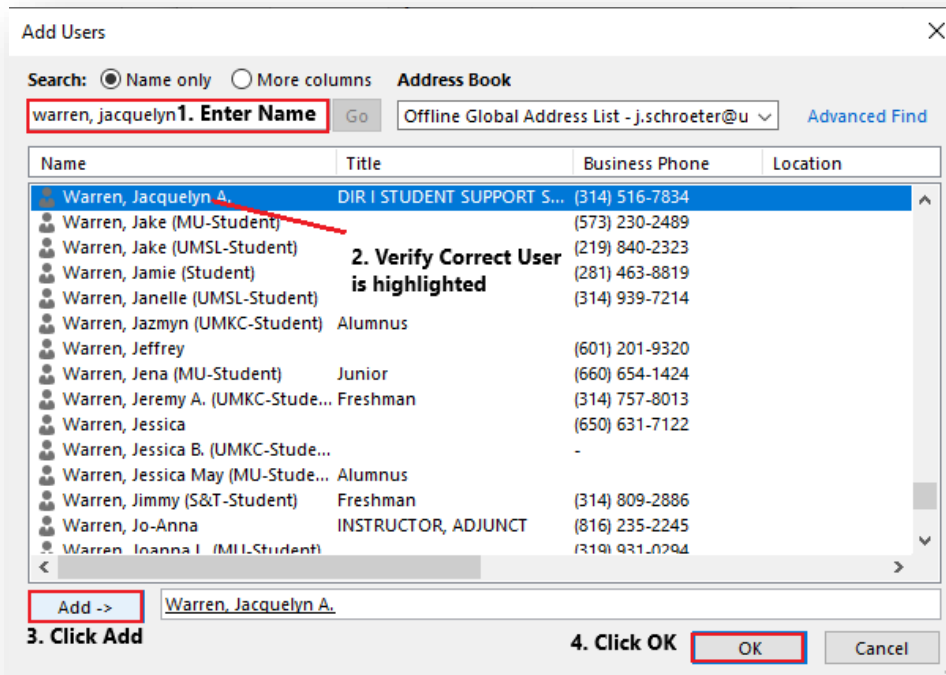 Add Users
Search: Name only More columns Address Book
warren, jacquelyn 1. Enter Name Go Offline Global Address List - j.schroeter@u Advanced Find
Name Title Business Phone Location
Warren, Jacquelyn A. DIR I STUDENT SUPPORT S... (314) 516-7834
Warren, Jake (MU-Student) (573) 230-2489
Warren, Jake (UMSL-Student) (219) 840-2323
2. Verify Correct User
is highlighted
Warren, Jamie (Student) (281) 463-8819
Warren, Janelle (UMSL-Student) (314) 939-7214
Warren, Jazmyn (UMKC-Student) Alumnus
Warren, Jeffrey (601) 201-9320
Warren, Jena (MU-Student) Junior (660) 654-1424
Warren, Jeremy A. (UMKC-Stude... Freshman (314) 757-8013
Warren, Jessica (650) 631-7122
Warren, Jessica B. (UMKC-Stude... -
Warren, Jessica May (MU-Stude... Alumnus
Warren, Jimmy (S&T-Student) Freshman (314) 809-2886
Warren, Jo-Anna INSTRUCTOR, ADJUNCT (816) 235-2245
Warren, Joanna L. (MU-Student) (319) 931-0294
Add -> Warren, Jacquelyn A.
3. Click Add 4. Click OK OK Cancel